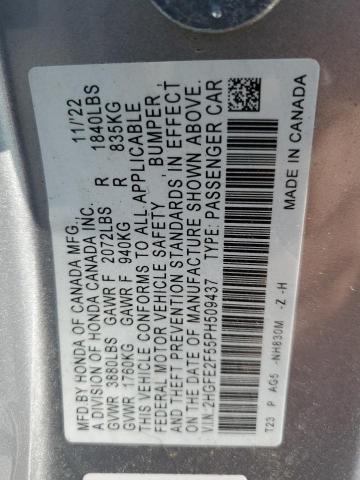 MFD BY HONDA OF CANADA MFG., 11/'22
A DIVISION OF HONDA CANADA INC.
GVWR 3880LBS GAWR F 2072LBS R 1840LBS
GVWR 1760KG GAWR F 940KG R 835KG
THIS VEHICLE CONFORMS TO ALL APPLICABLE
FEDERAL MOTOR VEHICLE SAFETY, BUMPER,
AND THEFT PREVENTION STANDARDS IN EFFECT
ON THE DATE OF MANUFACTURE SHOWN ABOVE.
V.I.N. 2HGFE2F55PH509437 TYPE: PASSENGER CAR
T23 P AG5 -NH830M -Z -H
MADE IN CANADA